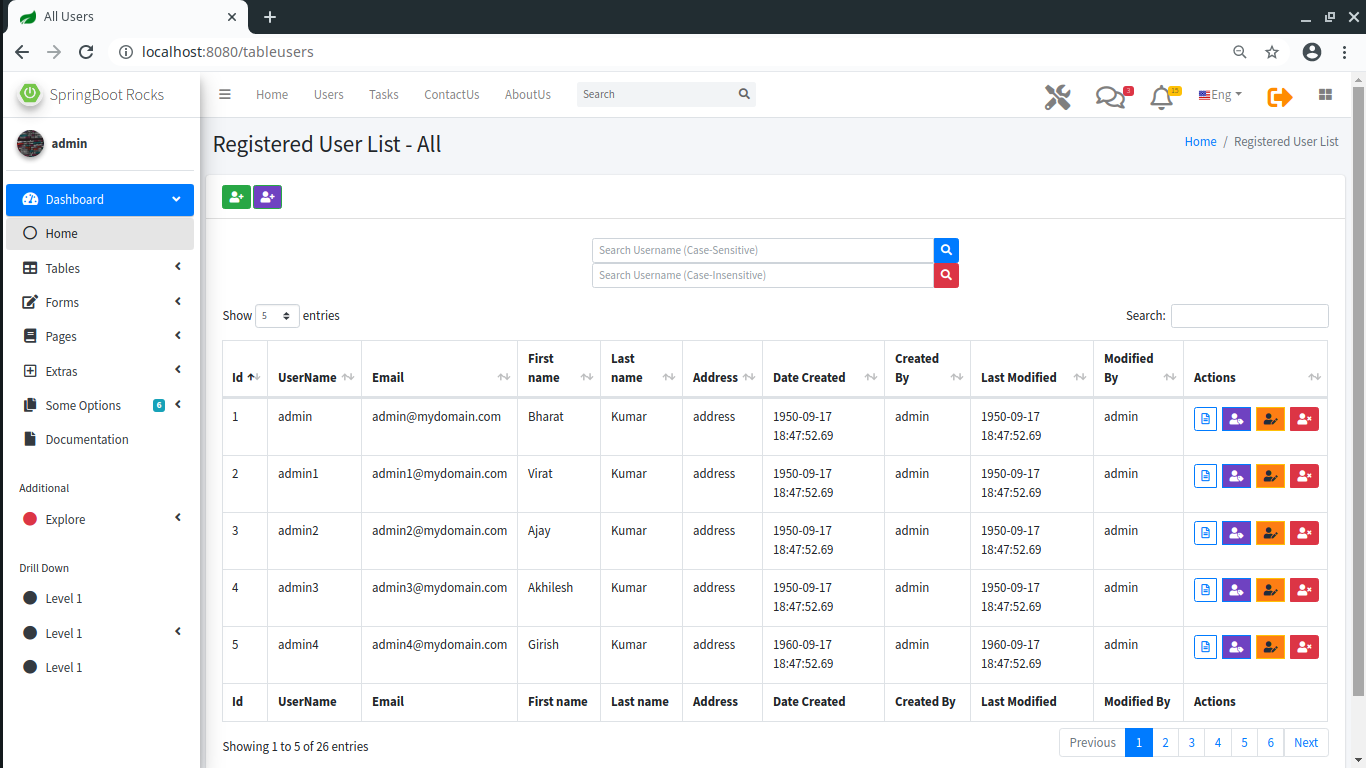 All Users
localhost:8080/tableusers
SpringBoot Rocks
Home Users Tasks ContactUs AboutUs Search 3 15 Eng
admin
Registered User List - All
Home / Registered User List
Dashboard
Home
Tables
Forms
Pages
Extras
Some Options 6
Documentation
Additional
Explore
Drill Down
Level 1
Level 1
Level 1
Search Username (Case-Sensitive)
Search Username (Case-Insensitive)
Show 5 entries
Search:
Id UserName Email First name Last name Address Date Created Created By Last Modified Modified By Actions
1 admin admin@mydomain.com Bharat Kumar address 1950-09-17 18:47:52.69 admin 1950-09-17 18:47:52.69 admin
2 admin1 admin1@mydomain.com Virat Kumar address 1950-09-17 18:47:52.69 admin 1950-09-17 18:47:52.69 admin
3 admin2 admin2@mydomain.com Ajay Kumar address 1950-09-17 18:47:52.69 admin 1950-09-17 18:47:52.69 admin
4 admin3 admin3@mydomain.com Akhilesh Kumar address 1950-09-17 18:47:52.69 admin 1950-09-17 18:47:52.69 admin
5 admin4 admin4@mydomain.com Girish Kumar address 1960-09-17 18:47:52.69 admin 1960-09-17 18:47:52.69 admin
Id UserName Email First name Last name Address Date Created Created By Last Modified Modified By Actions
Showing 1 to 5 of 26 entries
Previous 1 2 3 4 5 6 Next